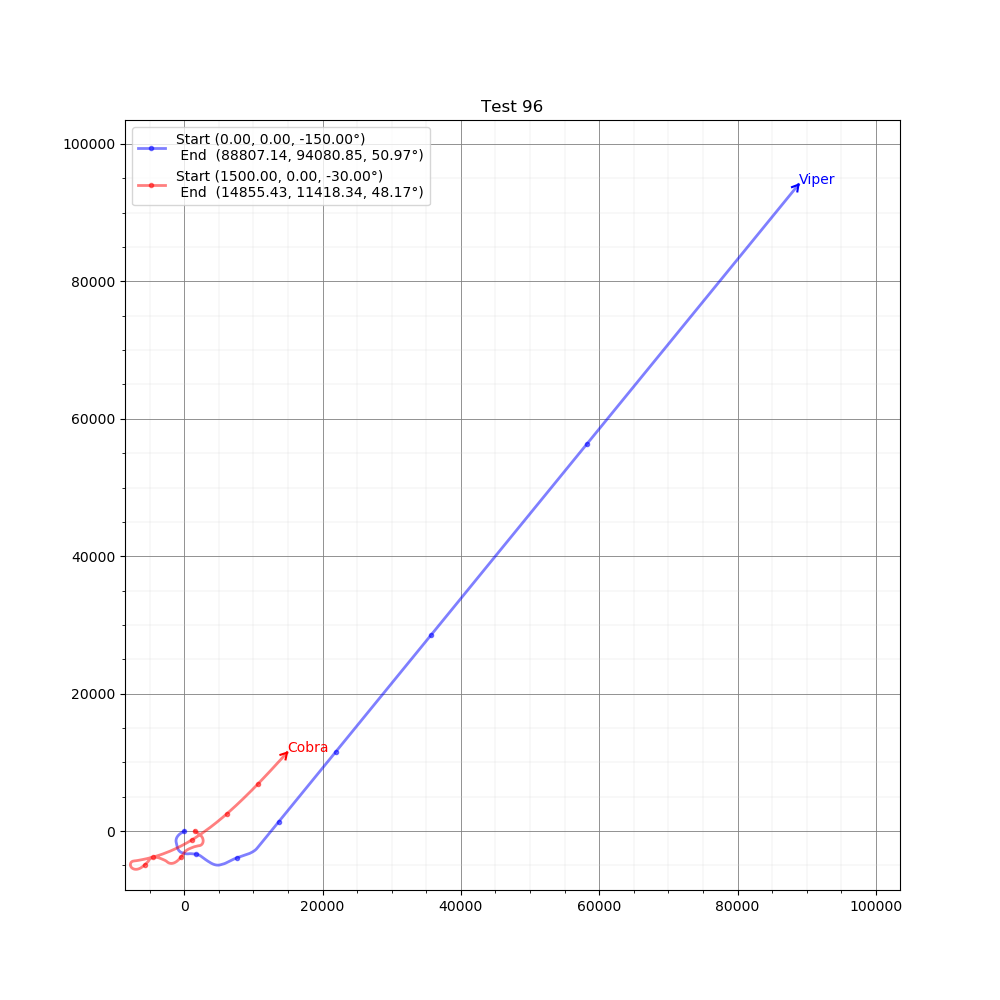 Test 96
Start (0.00, 0.00, -150.00°)
End (88807.14, 94080.85, 50.97°)
Start (1500.00, 0.00, -30.00°)
End (14855.43, 11418.34, 48.17°)
100000
80000
60000
40000
20000
0
Viper
Cobra
0
20000
40000
60000
80000
100000